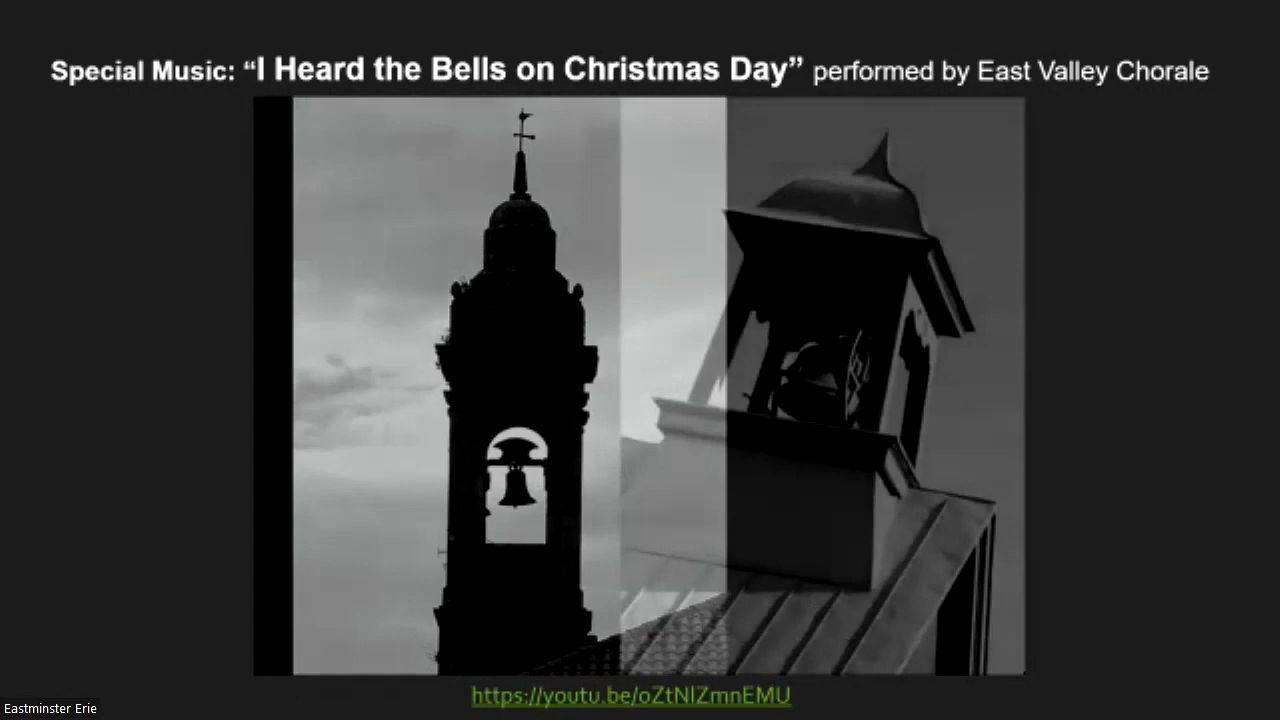 Special Music: “I Heard the Bells on Christmas Day” performed by East Valley Chorale
https://youtu.be/oZtNlZmnEMU
Eastminster Erie